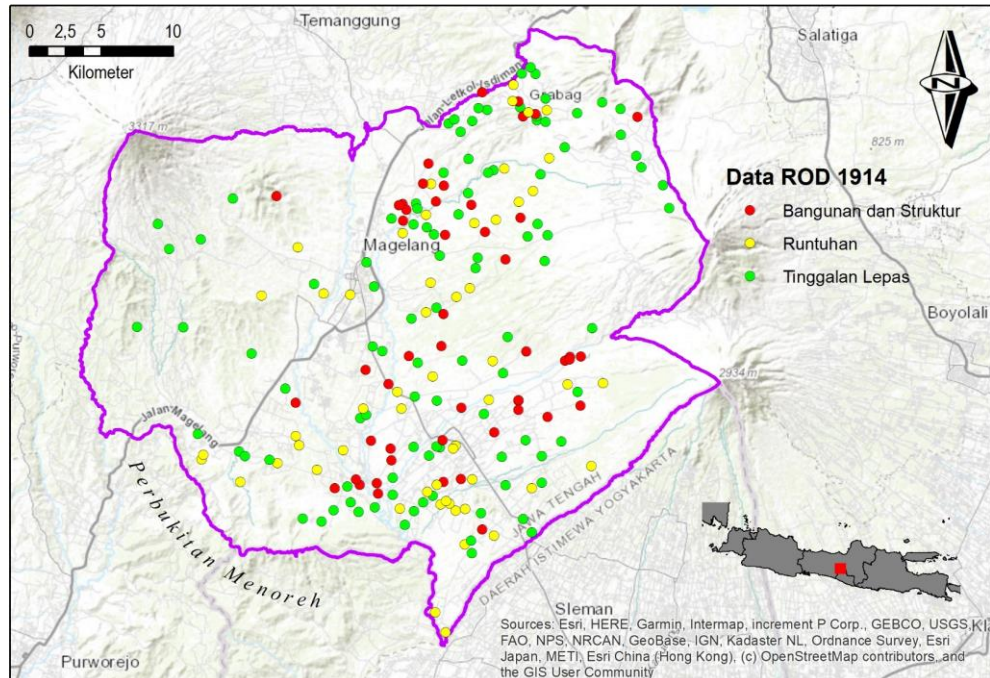 0 2,5 5 10
Kilometer
Temanggung
Salatiga
N
Jalan Letkol Isdiman
Grabag
3317 m
825 m
Data ROD 1914
Bangunan dan Struktur
Runtuhan
Tinggalan Lepas
Magelang
Boyolali
2934 m
Jalan Magelang
Perbukitan Menoreh
JAWA TENGAH
DAERAH ISTIMEWA YOGYAKARTA
Sleman
Purworejo
Sources: Esri, HERE, Garmin, Intermap, increment P Corp., GEBCO, USGS,
FAO, NPS, NRCAN, GeoBase, IGN, Kadaster NL, Ordnance Survey, Esri
Japan, METI, Esri China (Hong Kong), (c) OpenStreetMap contributors, and
the GIS User Community